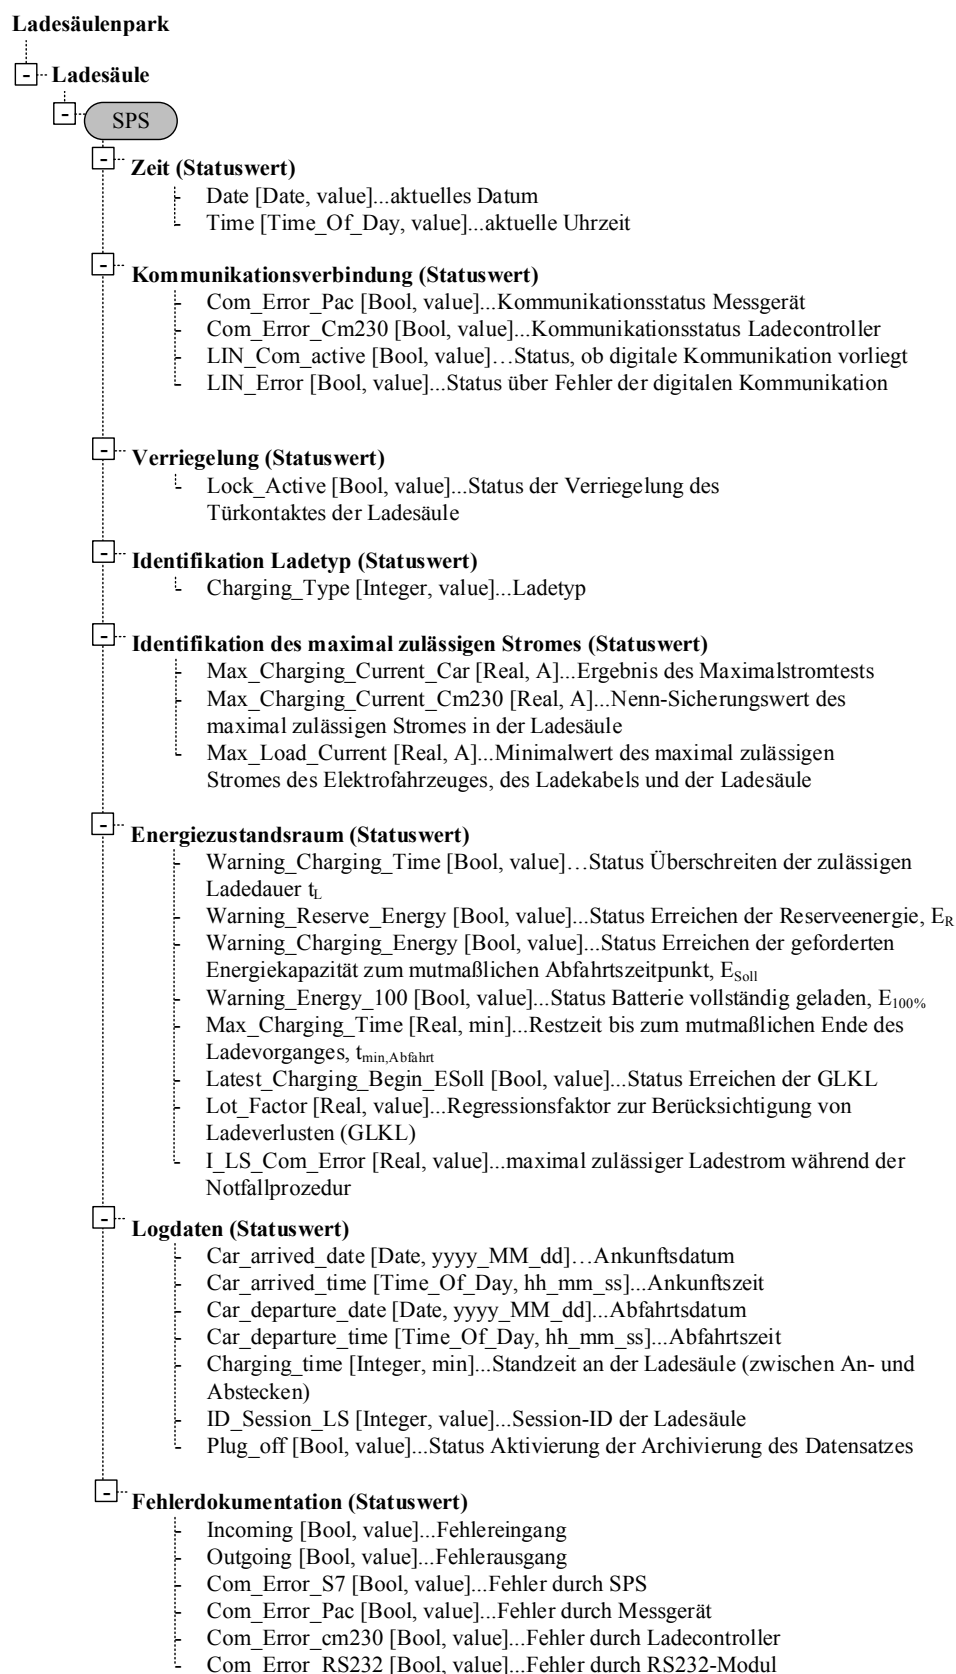 Ladesäulenpark
- Ladesäule
- SPS
- Zeit (Statuswert)
- Date [Date, value]...aktuelles Datum
- Time [Time_Of_Day, value]...aktuelle Uhrzeit
- Kommunikationsverbindung (Statuswert)
- Com_Error_Pac [Bool, value]...Kommunikationsstatus Messgerät
- Com_Error_Cm230 [Bool, value]...Kommunikationsstatus Ladecontroller
- LIN_Com_active [Bool, value]…Status, ob digitale Kommunikation vorliegt
- LIN_Error [Bool, value]...Status über Fehler der digitalen Kommunikation
- Verriegelung (Statuswert)
- Lock_Active [Bool, value]...Status der Verriegelung des
Türkontaktes der Ladesäule
- Identifikation Ladetyp (Statuswert)
- Charging_Type [Integer, value]...Ladetyp
- Identifikation des maximal zulässigen Stromes (Statuswert)
- Max_Charging_Current_Car [Real, A]...Ergebnis des Maximalstromtests
- Max_Charging_Current_Cm230 [Real, A]...Nenn-Sicherungswert des
maximal zulässigen Stromes in der Ladesäule
- Max_Load_Current [Real, A]...Minimalwert des maximal zulässigen
Stromes des Elektrofahrzeuges, des Ladekabels und der Ladesäule
- Energiezustandsraum (Statuswert)
- Warning_Charging_Time [Bool, value]…Status Überschreiten der zulässigen
Ladedauer tL
- Warning_Reserve_Energy [Bool, value]...Status Erreichen der Reserveenergie, ER
- Warning_Charging_Energy [Bool, value]...Status Erreichen der geforderten
Energiekapazität zum mutmaßlichen Abfahrtszeitpunkt, ESoll
- Warning_Energy_100 [Bool, value]...Status Batterie vollständig geladen, E100%
- Max_Charging_Time [Real, min]...Restzeit bis zum mutmaßlichen Ende des
Ladevorganges, tmin,Abfahrt
- Latest_Charging_Begin_ESoll [Bool, value]...Status Erreichen der GLKL
- Lot_Factor [Real, value]...Regressionsfaktor zur Berücksichtigung von
Ladeverlusten (GLKL)
- I_LS_Com_Error [Real, value]...maximal zulässiger Ladestrom während der
Notfallprozedur
- Logdaten (Statuswert)
- Car_arrived_date [Date, yyyy_MM_dd]…Ankunftsdatum
- Car_arrived_time [Time_Of_Day, hh_mm_ss]...Ankunftszeit
- Car_departure_date [Date, yyyy_MM_dd]...Abfahrtsdatum
- Car_departure_time [Time_Of_Day, hh_mm_ss]...Abfahrtszeit
- Charging_time [Integer, min]...Standzeit an der Ladesäule (zwischen An- und
Abstecken)
- ID_Session_LS [Integer, value]...Session-ID der Ladesäule
- Plug_off [Bool, value]...Status Aktivierung der Archivierung des Datensatzes
- Fehlerdokumentation (Statuswert)
- Incoming [Bool, value]...Fehlereingang
- Outgoing [Bool, value]...Fehlerausgang
- Com_Error_S7 [Bool, value]...Fehler durch SPS
- Com_Error_Pac [Bool, value]...Fehler durch Messgerät
- Com_Error_cm230 [Bool, value]...Fehler durch Ladecontroller
- Com_Error_RS232 [Bool, value]...Fehler durch RS232-Modul